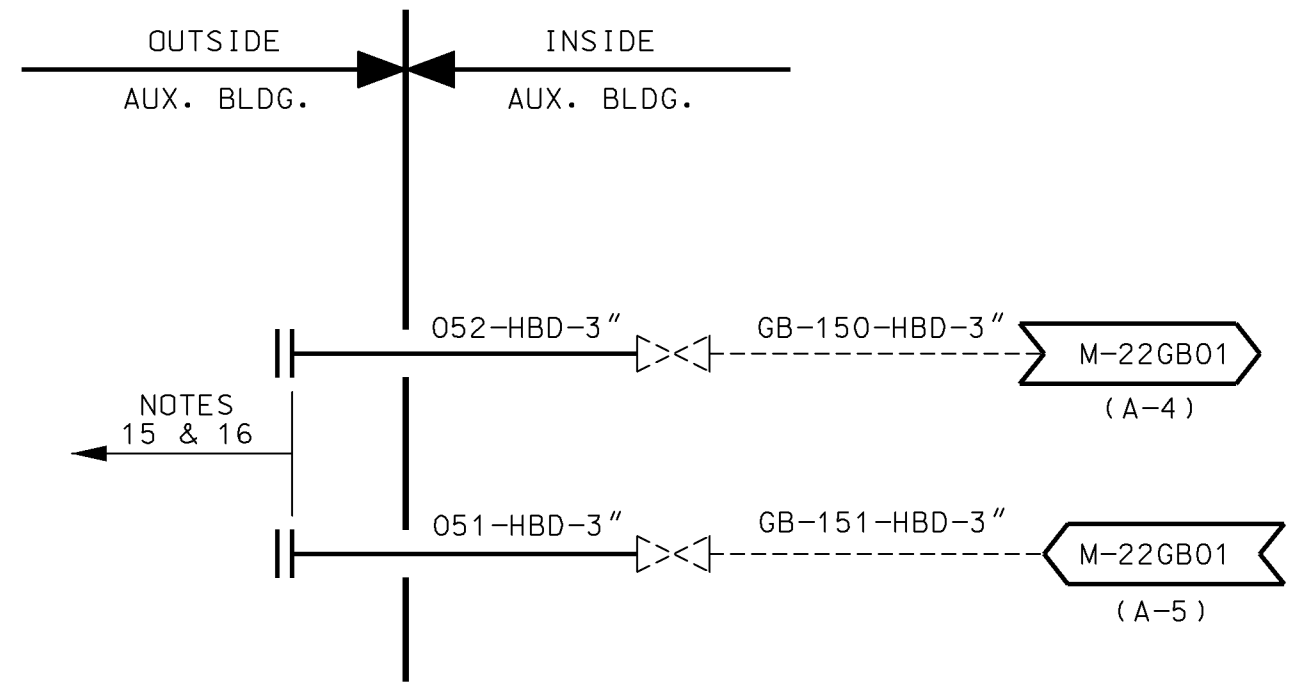 OUTSIDE
INSIDE
AUX. BLDG.
AUX. BLDG.
052-HBD-3"
GB-150-HBD-3"
M-22GB01
(A-4)
NOTES
15 & 16
051-HBD-3"
GB-151-HBD-3"
M-22GB01
(A-5)